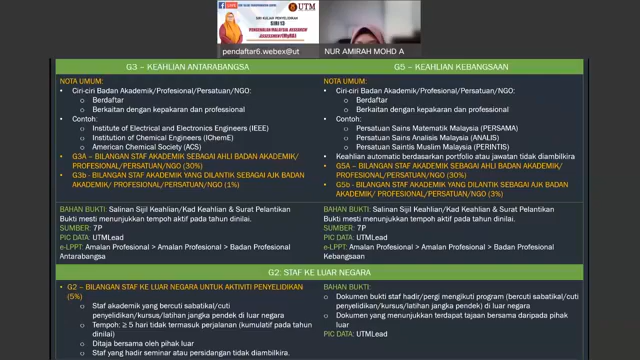 LIVE
UTM
SIRI KULIAH PENYELIDIKAN
SIRI 13
PENGENALAN MALAYSIA RESEARCH
ASSESSMENT (MyRA)
pendaftar6.webex@ut
NUR AMIRAH MOHD A
G3 – KEAHLIAN ANTARABANGSA
NOTA UMUM:
• Ciri-ciri Badan Akademik/Profesional/Persatuan/NGO:
o Berdaftar
o Berkaitan dengan kepakaran dan professional
• Contoh:
o Institute of Electrical and Electronics Engineers (IEEE)
o Institution of Chemical Engineers (IChemE)
o American Chemical Society (ACS)
• G3A – BILANGAN STAF AKADEMIK SEBAGAI AHLI BADAN AKADEMIK/
PROFESIONAL/PERSATUAN/NGO (30%)
• G3b - BILANGAN STAF AKADEMIK YANG DILANTIK SEBAGAI AJK BADAN
AKADEMIK/ PROFESIONAL/PERSATUAN/NGO (1%)
BAHAN BUKTI: Salinan Sijil Keahlian/Kad Keahlian & Surat Pelantikan
Bukti mesti menunjukkan tempoh aktif pada tahun dinilai.
SUMBER: 7P
PIC DATA: UTMLead
e-LPPT: Amalan Profesional > Amalan Profesional > Badan Profesional
Antarabangsa
G5 – KEAHLIAN KEBANGSAAN
NOTA UMUM:
• Ciri-ciri Badan Akademik/Profesional/Persatuan/NGO:
o Berdaftar
o Berkaitan dengan kepakaran dan professional
• Contoh:
o Persatuan Sains Matematik Malaysia (PERSAMA)
o Persatuan Sains Analisis Malaysia (ANALIS)
o Persatuan Saintis Muslim Malaysia (PERINTIS)
• Keahlian automatic berdasarkan portfolio atau jawatan tidak diambilkira
• G5A – BILANGAN STAF AKADEMIK SEBAGAI AHLI BADAN AKADEMIK/
PROFESIONAL/PERSATUAN/NGO (30%)
• G5b - BILANGAN STAF AKADEMIK YANG DILANTIK SEBAGAI AJK BADAN
AKADEMIK/ PROFESIONAL/PERSATUAN/NGO (3%)
BAHAN BUKTI: Salinan Sijil Keahlian/Kad Keahlian & Surat Pelantikan
Bukti mesti menunjukkan tempoh aktif pada tahun dinilai.
SUMBER: 7P
PIC DATA: UTMLead
e-LPPT: Amalan Profesional > Amalan Profesional > Badan Profesional
Kebangsaan
G2: STAF KE LUAR NEGARA
• G2 – BILANGAN STAF KE LUAR NEGARA UNTUK AKTIVITI PENYELIDIKAN
(5%)
o Staf akademik yang bercuti sabatikal/cuti
penyelidikan/kursus/latihan jangka pendek di luar negara
o Tempoh: ≥ 5 hari tidak termasuk perjalanan (kumulatif pada tahun
dinilai)
o Ditaja bersama oleh pihak luar
o Staf yang hadir seminar atau persidangan tidak diambilkira.
BAHAN BUKTI:
• Dokumen bukti staf hadir/pergi mengikuti program (bercuti sabatikal/cuti
penyelidikan/kursus/latihan jangka pendek) di luar negara
• Dokumen yang menunjukkan terdapat tajaan bersama daripada pihak
luar
PIC DATA: UTMLead